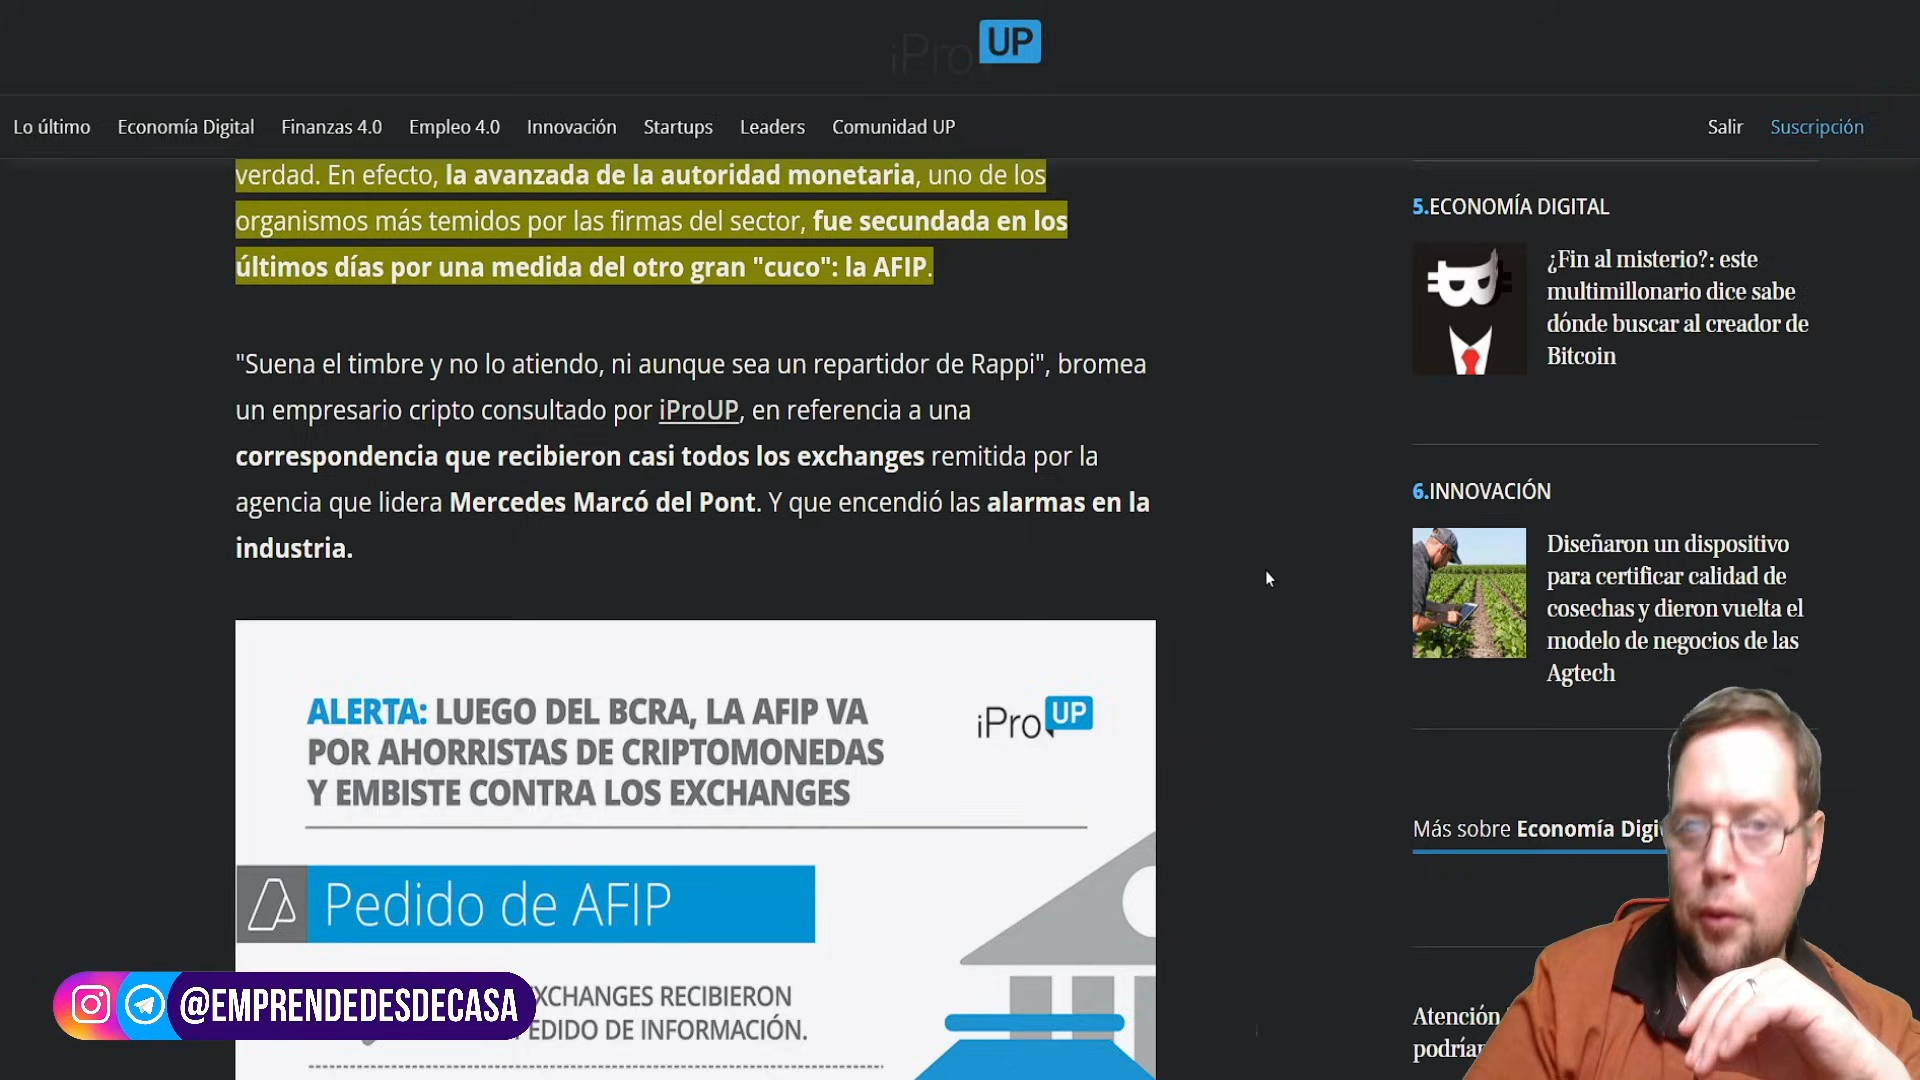 iPro UP
Lo último Economía Digital Finanzas 4.0 Empleo 4.0 Innovación Startups Leaders Comunidad UP Salir Suscripción
verdad. En efecto, la avanzada de la autoridad monetaria, uno de los
organismos más temidos por las firmas del sector, fue secundada en los
últimos días por una medida del otro gran "cuco": la AFIP.
"Suena el timbre y no lo atiendo, ni aunque sea un repartidor de Rappi", bromea
un empresario cripto consultado por iProUP, en referencia a una
correspondencia que recibieron casi todos los exchanges remitida por la
agencia que lidera Mercedes Marcó del Pont. Y que encendió las alarmas en la
industria.
ALERTA: LUEGO DEL BCRA, LA AFIP VA
POR AHORRISTAS DE CRIPTOMONEDAS
Y EMBISTE CONTRA LOS EXCHANGES
iPro UP
Pedido de AFIP
XCHANGES RECIBIERON
EDIDO DE INFORMACIÓN.
@EMPRENDEDESDECASA
5.ECONOMÍA DIGITAL
¿Fin al misterio?: este
multimillonario dice sabe
dónde buscar al creador de
Bitcoin
6.INNOVACIÓN
Diseñaron un dispositivo
para certificar calidad de
cosechas y dieron vuelta el
modelo de negocios de las
Agtech
Más sobre Economía Digi
Atención
podría